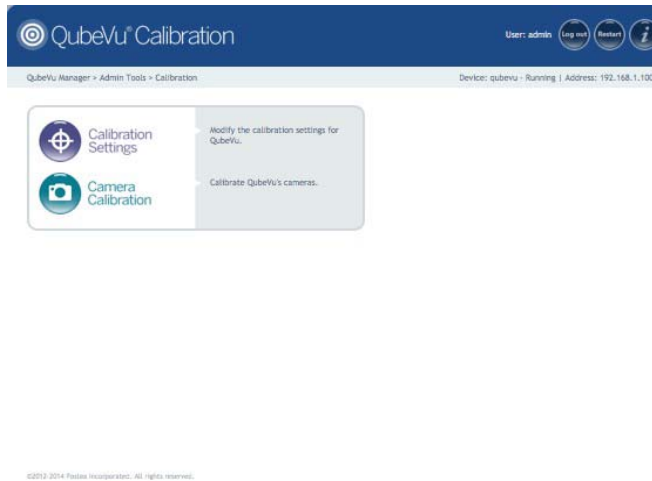 QubeVu® Calibration
User: admin
Log out
Restart
i
QubeVu Manager > Admin Tools > Calibration
Device: qubevu - Running | Address: 192.168.1.100
Calibration
Settings
Modify the calibration settings for
QubeVu.
Camera
Calibration
Calibrate QubeVu's cameras.
©2012-2014 Postea Incorporated. All rights reserved.